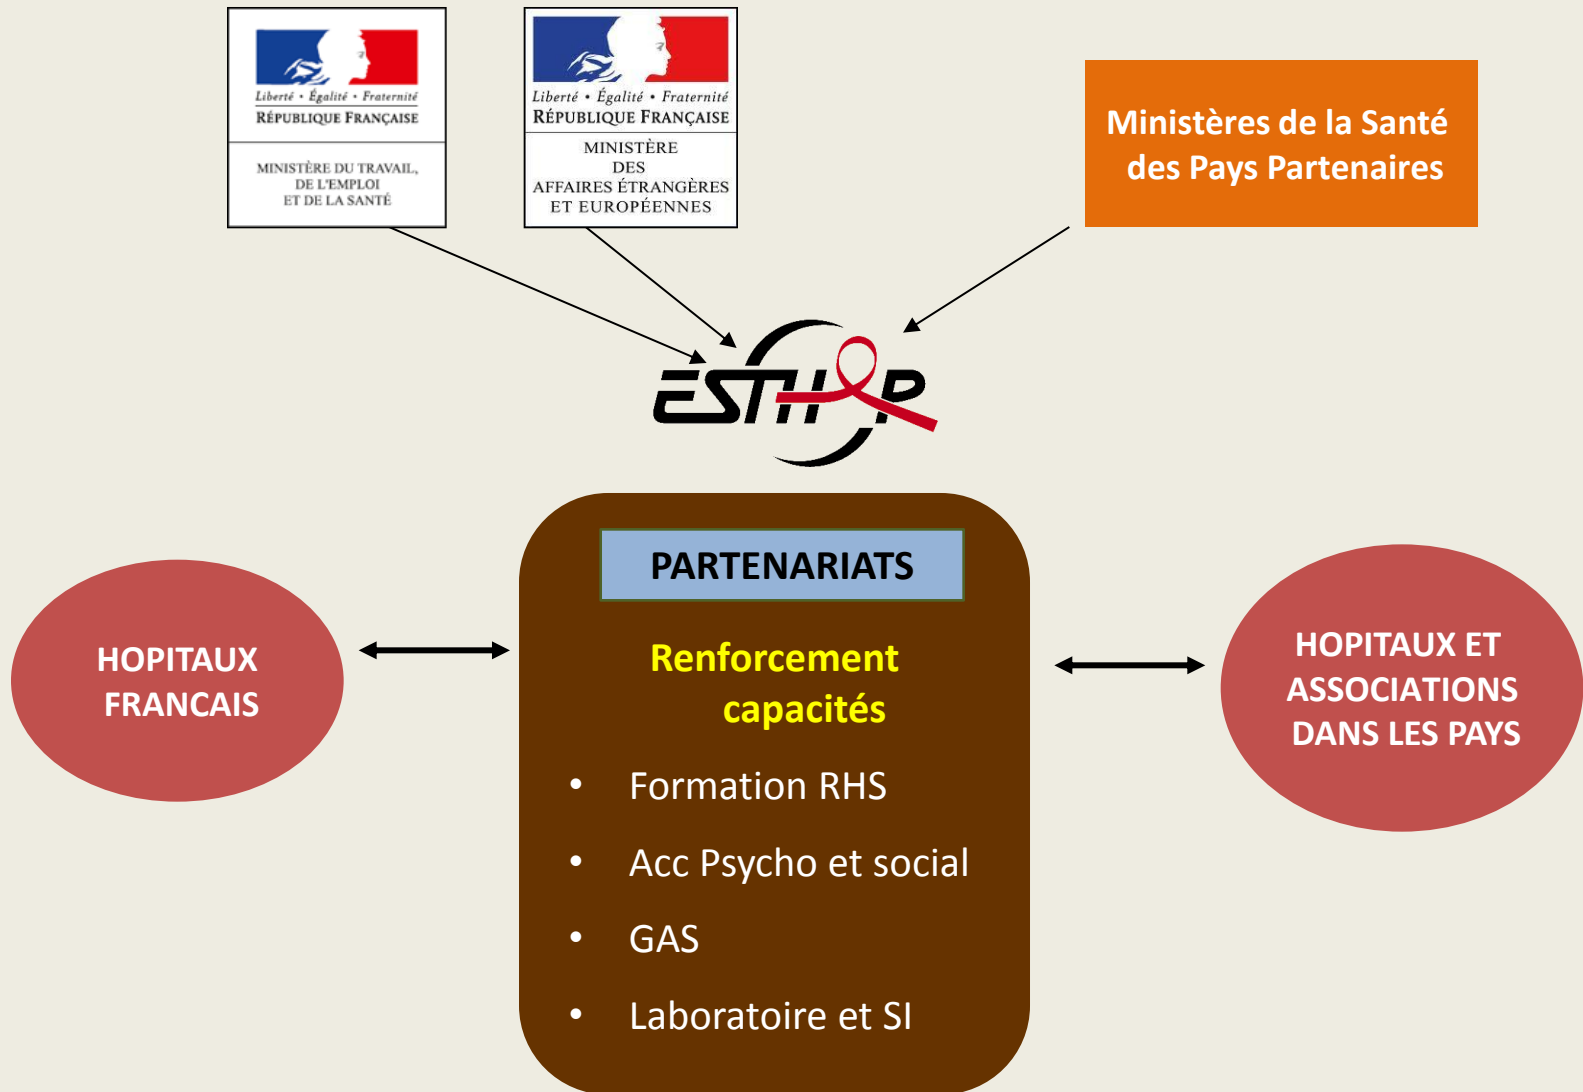 Liberté • Égalité • Fraternité
RÉPUBLIQUE FRANÇAISE
MINISTÈRE DU TRAVAIL,
DE L'EMPLOI
ET DE LA SANTÉ
Liberté • Égalité • Fraternité
RÉPUBLIQUE FRANÇAISE
MINISTÈRE
DES
AFFAIRES ÉTRANGÈRES
ET EUROPÉENNES
Ministères de la Santé
des Pays Partenaires
ESTHER
PARTENARIATS
Renforcement
capacités
• Formation RHS
• Acc Psycho et social
• GAS
• Laboratoire et SI
HOPITAUX
FRANCAIS
HOPITAUX ET
ASSOCIATIONS
DANS LES PAYS